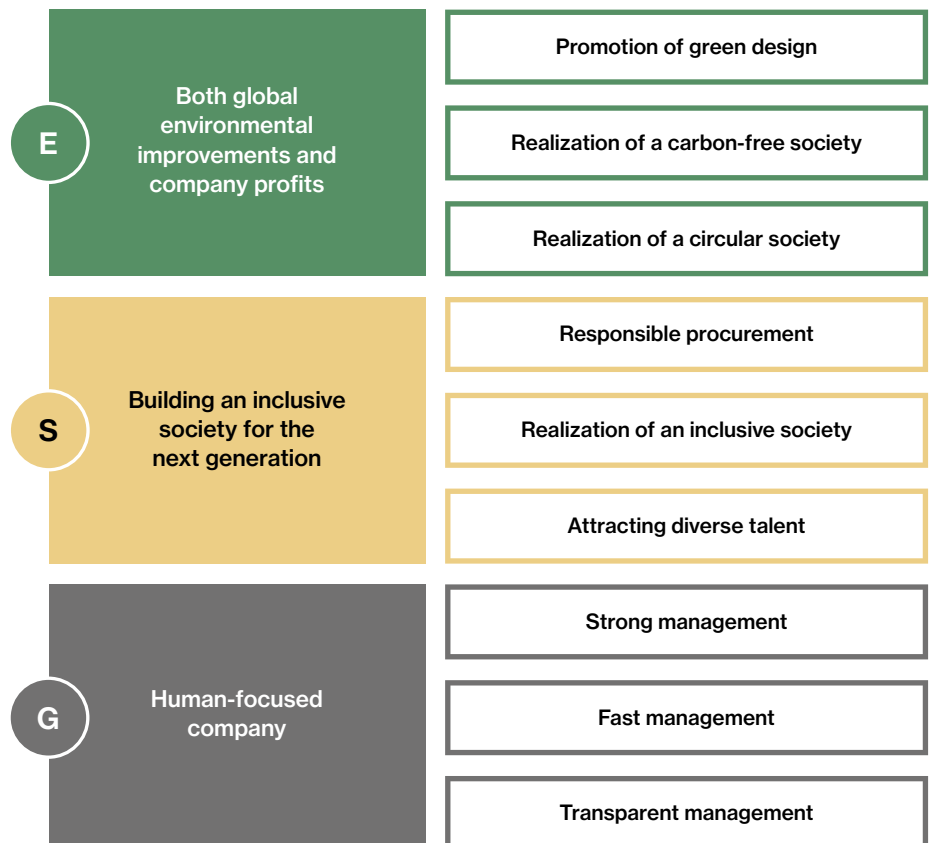 E
Both global
environmental
improvements and
company profits
Promotion of green design
Realization of a carbon-free society
Realization of a circular society
S
Building an inclusive
society for the
next generation
Responsible procurement
Realization of an inclusive society
Attracting diverse talent
G
Human-focused
company
Strong management
Fast management
Transparent management